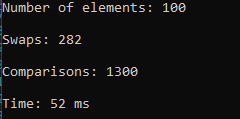 Number of elements: 100
Swaps: 282
Comparisons: 1300
Time: 52 ms